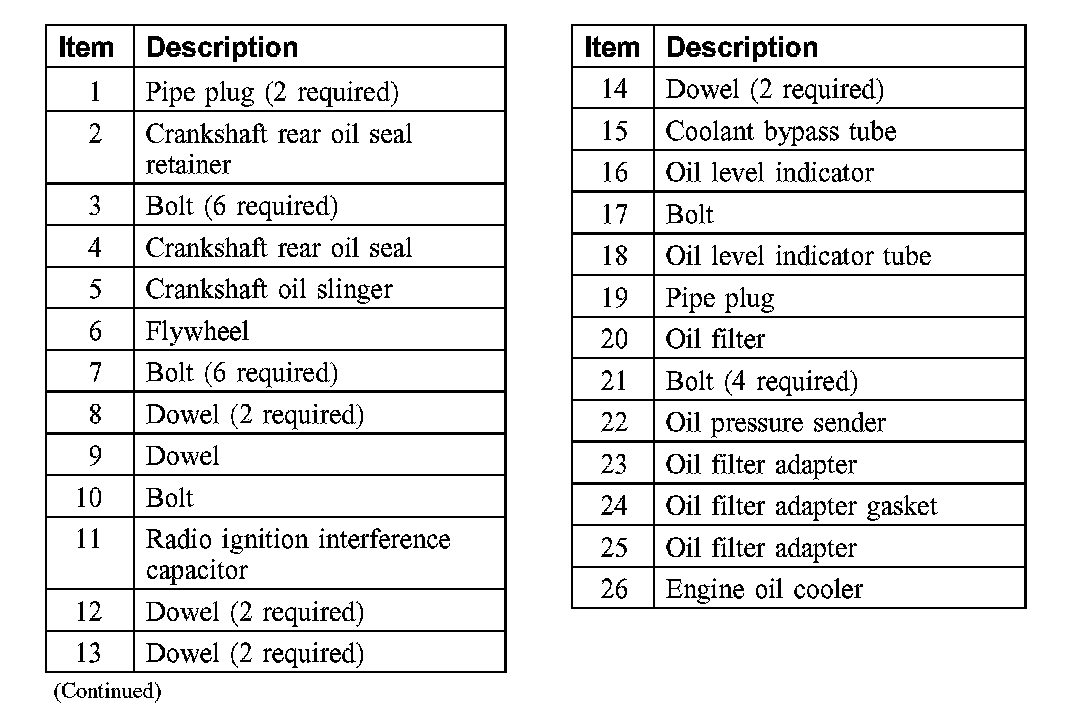 Item Description
1 Pipe plug (2 required)
2 Crankshaft rear oil seal
retainer
3 Bolt (6 required)
4 Crankshaft rear oil seal
5 Crankshaft oil slinger
6 Flywheel
7 Bolt (6 required)
8 Dowel (2 required)
9 Dowel
10 Bolt
11 Radio ignition interference
capacitor
12 Dowel (2 required)
13 Dowel (2 required)
(Continued)
Item Description
14 Dowel (2 required)
15 Coolant bypass tube
16 Oil level indicator
17 Bolt
18 Oil level indicator tube
19 Pipe plug
20 Oil filter
21 Bolt (4 required)
22 Oil pressure sender
23 Oil filter adapter
24 Oil filter adapter gasket
25 Oil filter adapter
26 Engine oil cooler